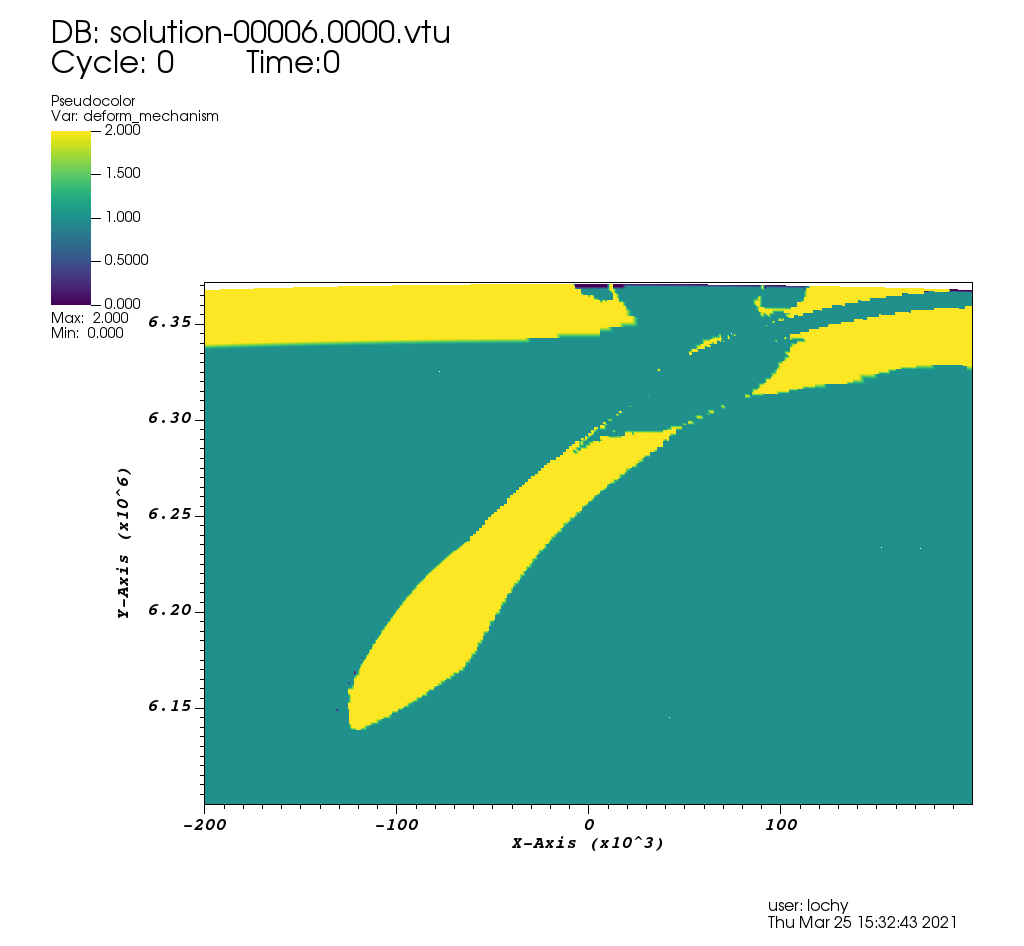 DB: solution-00006.0000.vtu
Cycle: 0 Time:0
Pseudocolor
Var: deform_mechanism
2.000
1.500
1.000
0.5000
0.000
Max: 2.000
Min: 0.000
6.35
6.30
6.25
6.20
6.15
Y-Axis (x10^6)
-200 -100 0 100
X-Axis (x10^3)
user: lochy
Thu Mar 25 15:32:43 2021